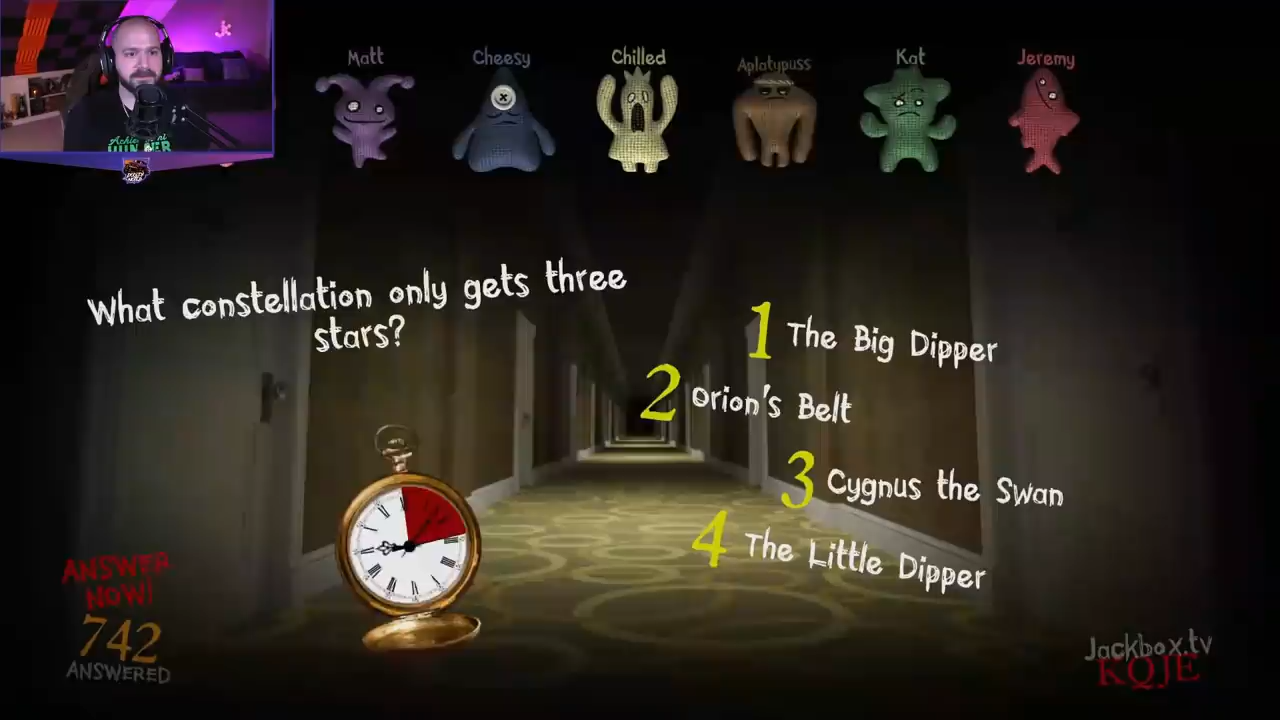 Matt
Cheesy
Chilled
Aplatypuss
Kat
Jeremy
What constellation only gets three
stars?
1 The Big Dipper
2 Orion's Belt
3 Cygnus the Swan
4 The Little Dipper
ANSWER
NOW!
742
ANSWERED
Jackbox.tv
KQJE